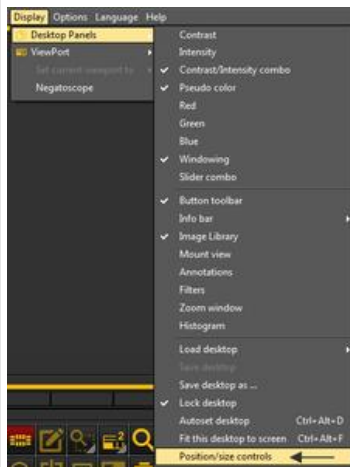 Display Options Language Help
Desktop Panels
ViewPort
Set current viewport to
Negatoscope
Contrast
Intensity
Contrast/Intensity combo
Pseudo color
Red
Green
Blue
Windowing
Slider combo
Button toolbar
Info bar
Image Library
Mount view
Annotations
Filters
Zoom window
Histogram
Load desktop
Save desktop
Save desktop as ...
Lock desktop
Autoset desktop Ctrl+Alt+D
Fit this desktop to screen Ctrl+Alt+F
Position/size controls